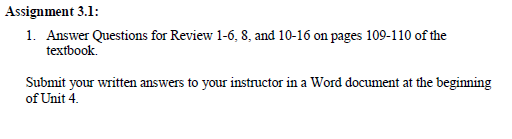 Assignment 3.1:
1. Answer Questions for Review 1-6, 8, and 10-16 on pages 109-110 of the
textbook.
Submit your written answers to your instructor in a Word document at the beginning
of Unit 4.